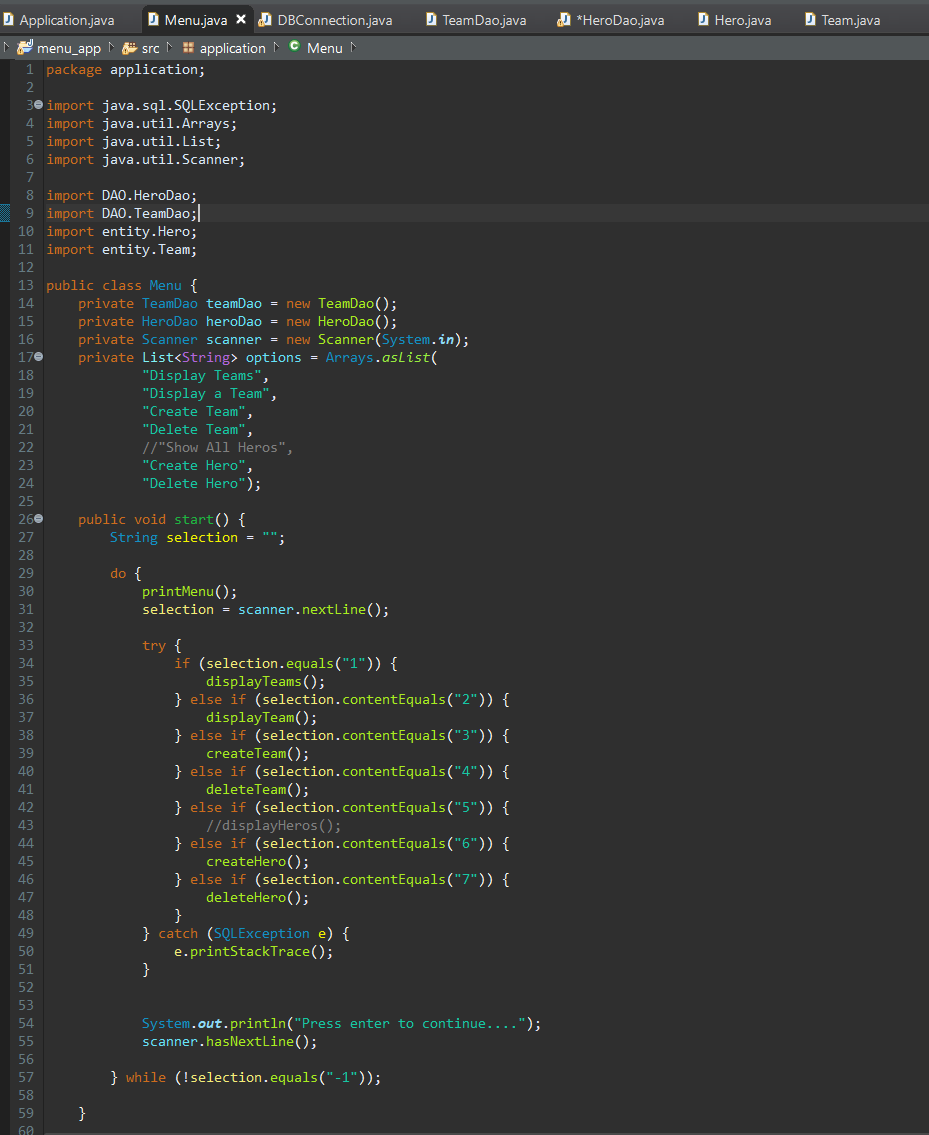 Application.java Menu.java DBConnection.java TeamDao.java *HeroDao.java Hero.java Team.java
menu_app src application Menu
1 package application;
2
3 import java.sql.SQLException;
4 import java.util.Arrays;
5 import java.util.List;
6 import java.util.Scanner;
7
8 import DAO.HeroDao;
9 import DAO.TeamDao;
10 import entity.Hero;
11 import entity.Team;
12
13 public class Menu {
14     private TeamDao teamDao = new TeamDao();
15     private HeroDao heroDao = new HeroDao();
16     private Scanner scanner = new Scanner(System.in);
17     private List<String> options = Arrays.asList(
18             "Display Teams",
19             "Display a Team",
20             "Create Team",
21             "Delete Team",
22             //"Show All Heros",
23             "Create Hero",
24             "Delete Hero");
25
26     public void start() {
27         String selection = "";
28
29         do {
30             printMenu();
31             selection = scanner.nextLine();
32
33             try {
34                 if (selection.equals("1")) {
35                     displayTeams();
36                 } else if (selection.contentEquals("2")) {
37                     displayTeam();
38                 } else if (selection.contentEquals("3")) {
39                     createTeam();
40                 } else if (selection.contentEquals("4")) {
41                     deleteTeam();
42                 } else if (selection.contentEquals("5")) {
43                     //displayHeros();
44                 } else if (selection.contentEquals("6")) {
45                     createHero();
46                 } else if (selection.contentEquals("7")) {
47                     deleteHero();
48                 }
49             } catch (SQLException e) {
50                 e.printStackTrace();
51             }
52
53
54             System.out.println("Press enter to continue....");
55             scanner.hasNextLine();
56
57         } while (!selection.equals("-1"));
58
59     }
60